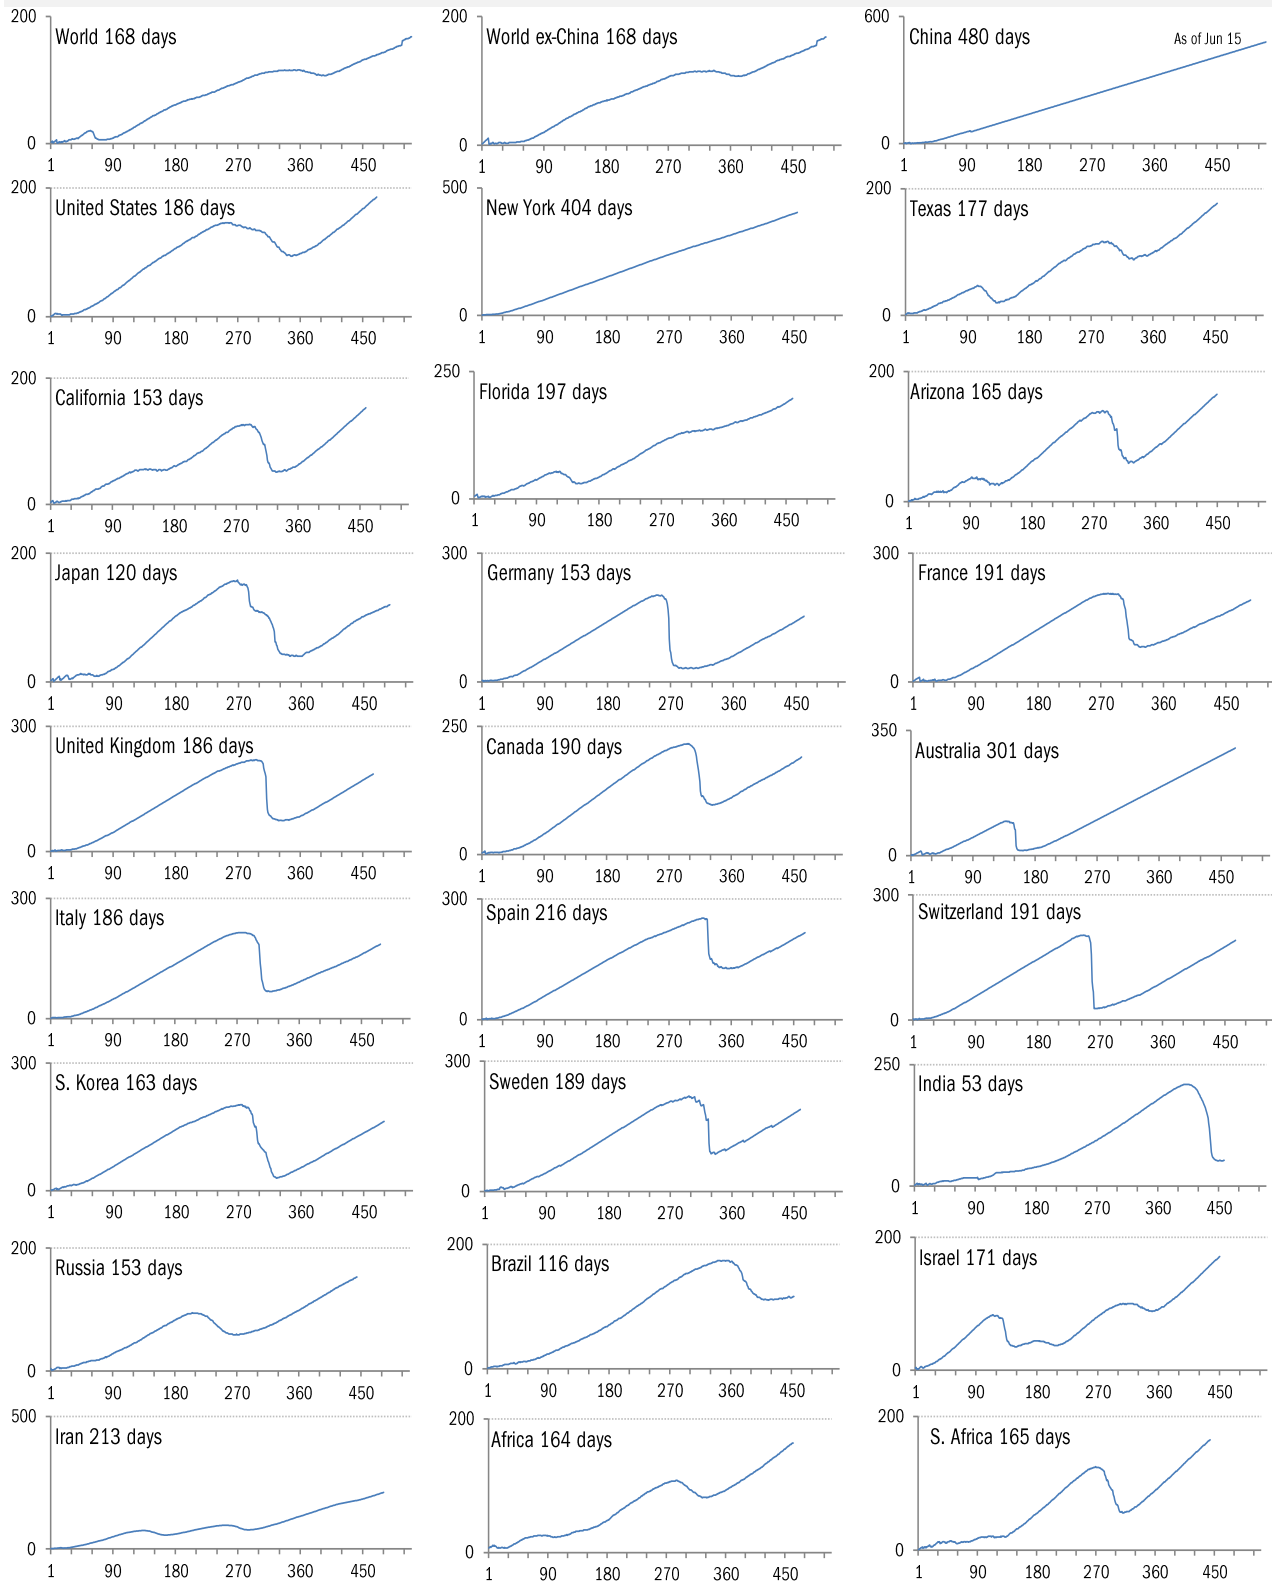 200
World 168 days
0
1 90 180 270 360 450
200
World ex-China 168 days
0
1 90 180 270 360 450
600
China 480 days
As of Jun 15
0
1 90 180 270 360 450
200
United States 186 days
0
1 90 180 270 360 450
500
New York 404 days
0
1 90 180 270 360 450
200
Texas 177 days
0
1 90 180 270 360 450
200
California 153 days
0
1 90 180 270 360 450
250
Florida 197 days
0
1 90 180 270 360 450
200
Arizona 165 days
0
1 90 180 270 360 450
200
Japan 120 days
0
1 90 180 270 360 450
300
Germany 153 days
0
1 90 180 270 360 450
300
France 191 days
0
1 90 180 270 360 450
300
United Kingdom 186 days
0
1 90 180 270 360 450
250
Canada 190 days
0
1 90 180 270 360 450
350
Australia 301 days
0
1 90 180 270 360 450
300
Italy 186 days
0
1 90 180 270 360 450
300
Spain 216 days
0
1 90 180 270 360 450
300
Switzerland 191 days
0
1 90 180 270 360 450
300
S. Korea 163 days
0
1 90 180 270 360 450
300
Sweden 189 days
0
1 90 180 270 360 450
250
India 53 days
0
1 90 180 270 360 450
200
Russia 153 days
0
1 90 180 270 360 450
200
Brazil 116 days
0
1 90 180 270 360 450
200
Israel 171 days
0
1 90 180 270 360 450
500
Iran 213 days
0
1 90 180 270 360 450
200
Africa 164 days
0
1 90 180 270 360 450
200
S. Africa 165 days
0
1 90 180 270 360 450